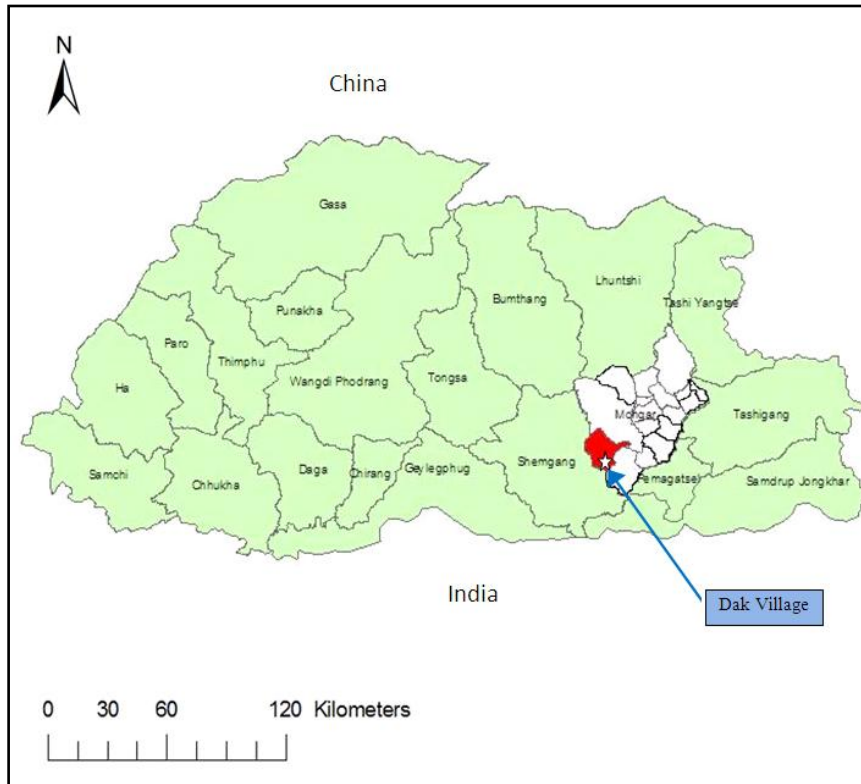 N
China
Gasa
Bumthang
Lhuntshi
Tashi Yangtse
Punakha
Paro
Thimphu
Wangdi Phodrang
Tongsa
Ha
Mongar
Tashigang
Samchi
Chhukha
Daga
Chirang
Geylegphug
Shemgang
Pemagatsel
Samdrup Jongkhar
India
Dak Village
0 30 60 120 Kilometers